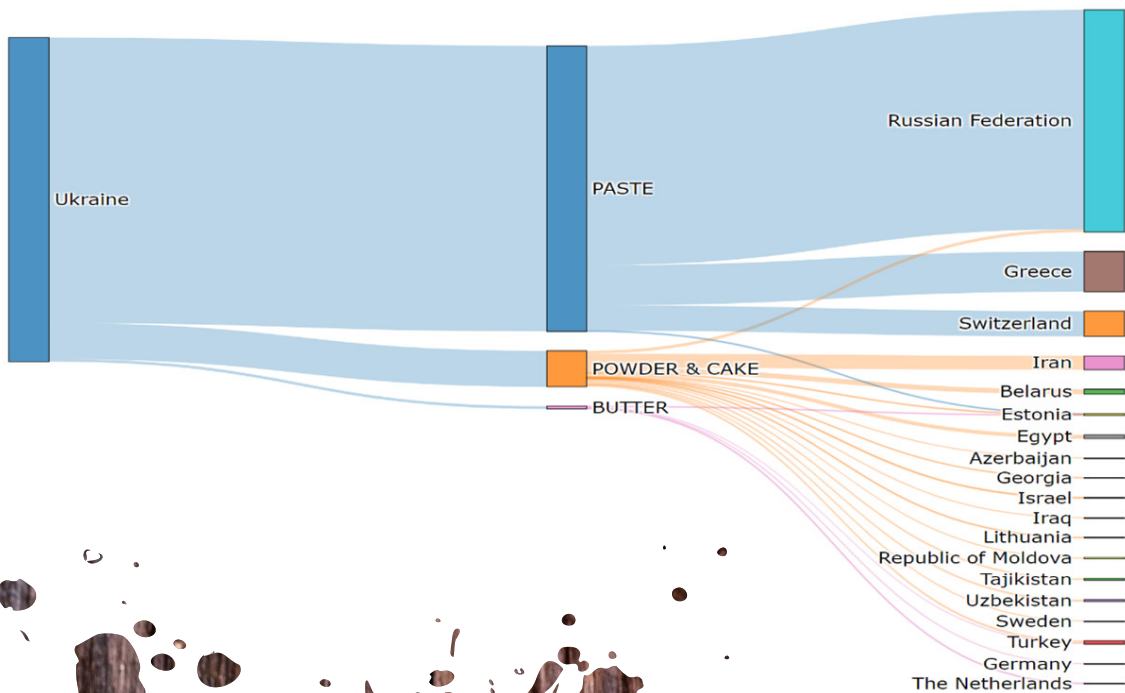 Ukraine
PASTE
POWDER & CAKE
BUTTER
Russian Federation
Greece
Switzerland
Iran
Belarus
Estonia
Egypt
Azerbaijan
Georgia
Israel
Iraq
Lithuania
Republic of Moldova
Tajikistan
Uzbekistan
Sweden
Turkey
Germany
The Netherlands